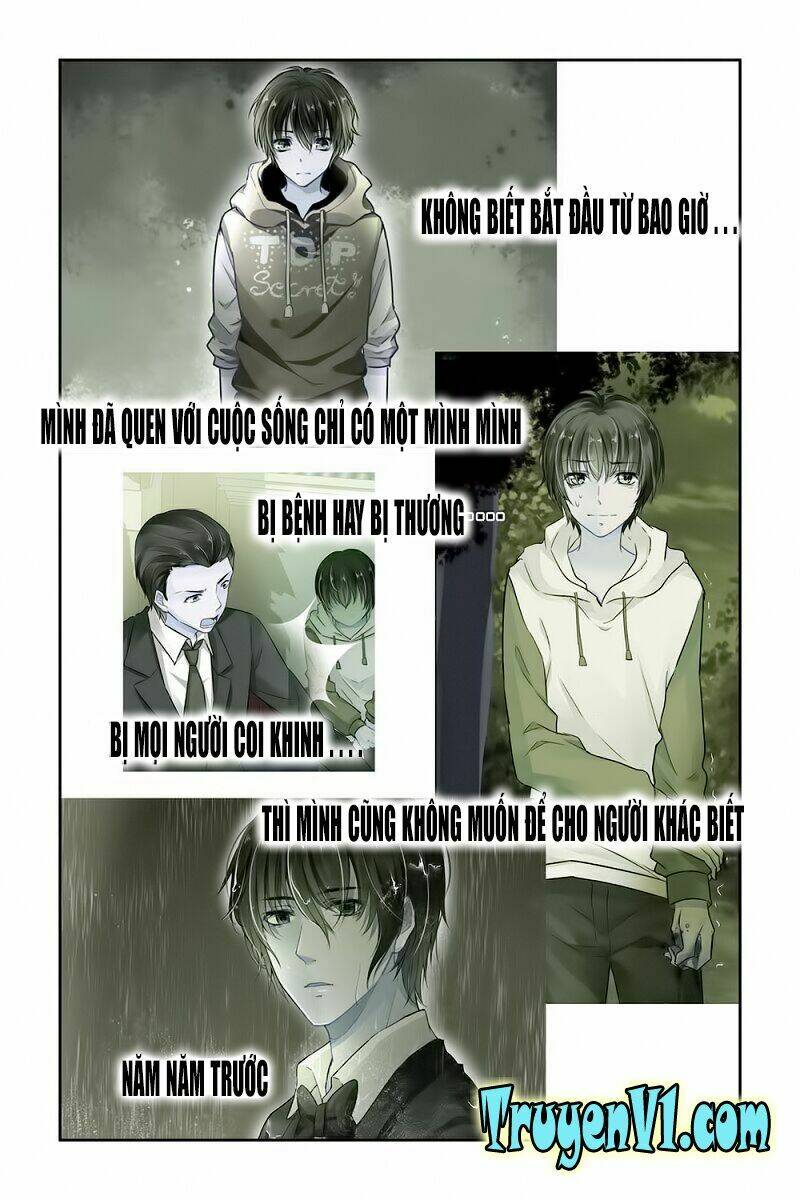 TOP
Secret!
KHÔNG BIẾT BẮT ĐẦU TỪ BAO GIỜ . . .
MÌNH ĐÃ QUEN VỚI CUỘC SỐNG CHỈ CÓ MỘT MÌNH MÌNH
BỊ BỆNH HAY BỊ THƯƠNG
BỊ MỌI NGƯỜI COI KHINH . . . .
THÌ MÌNH CŨNG KHÔNG MUỐN ĐỂ CHO NGƯỜI KHÁC BIẾT
NĂM NĂM TRƯỚC
TRUYENV1.com